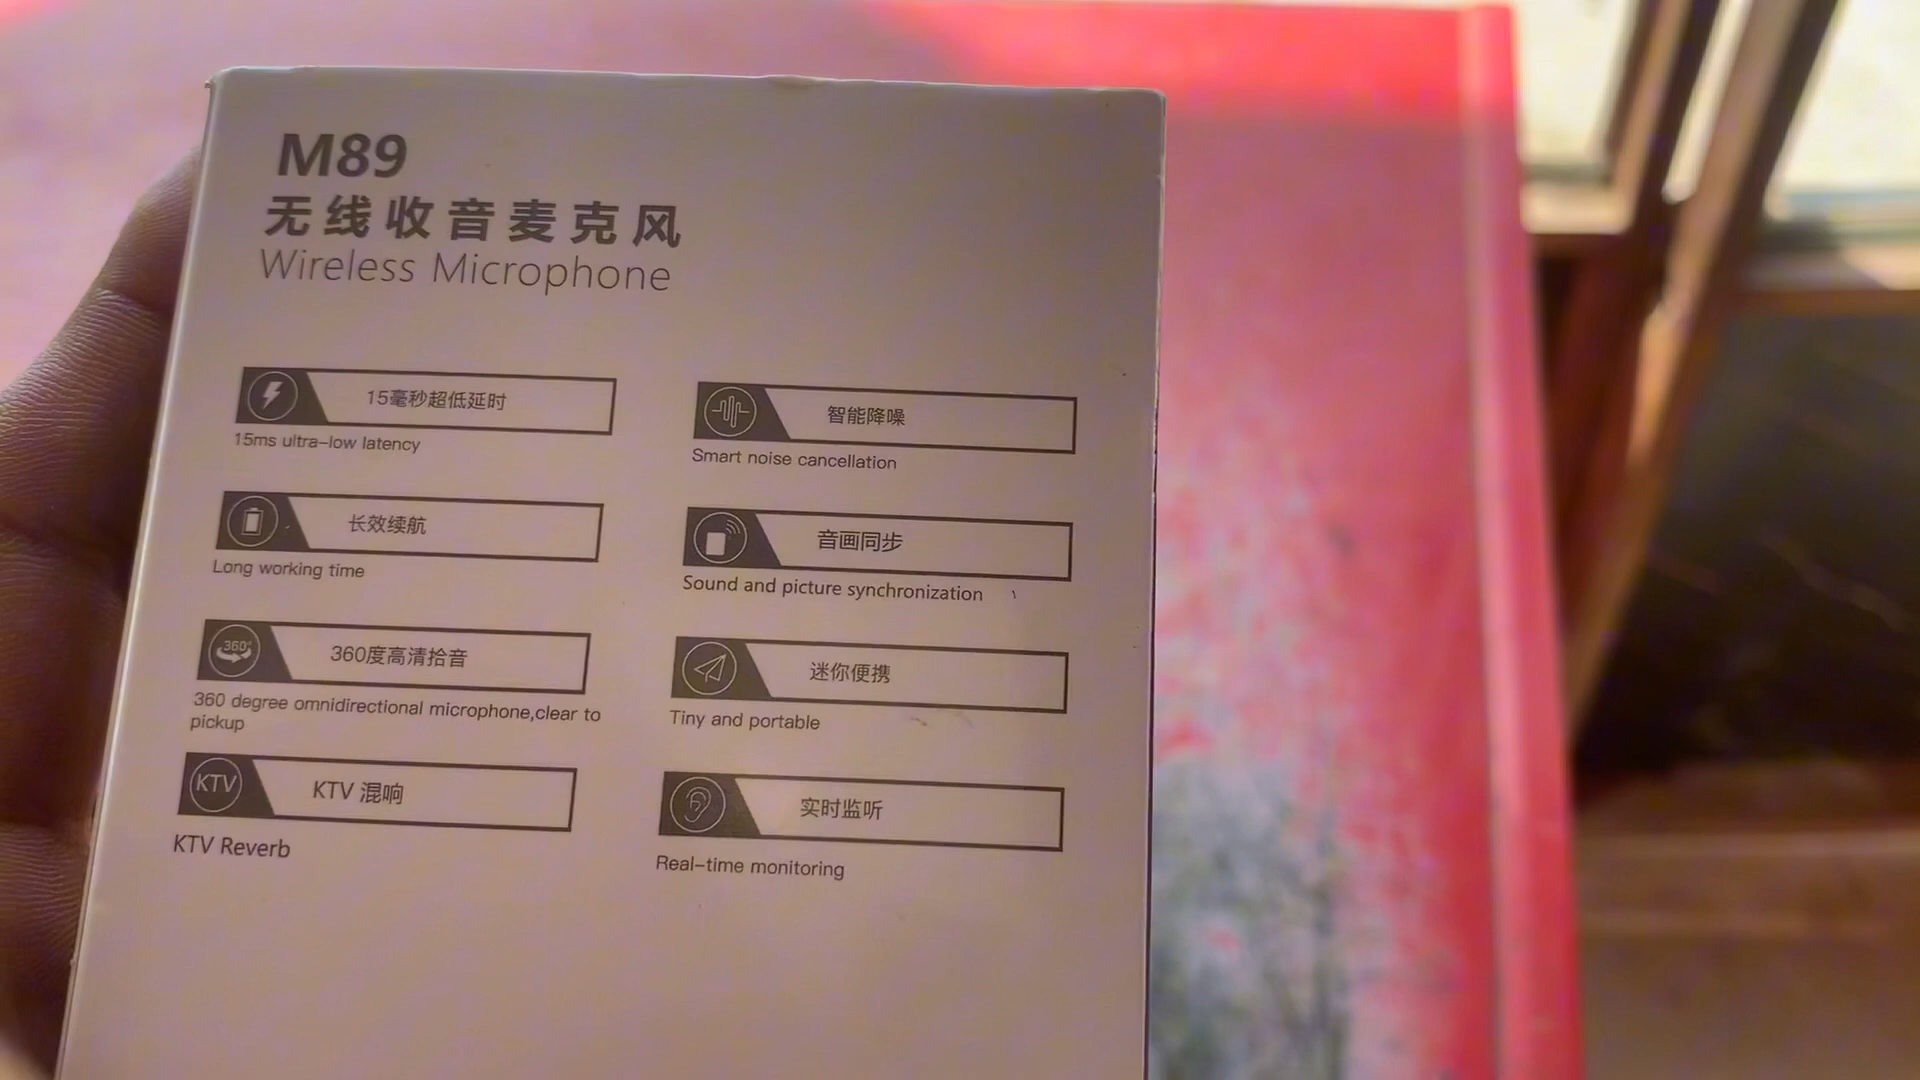 M89
无线收音麦克风
Wireless Microphone
15毫秒超低延时
15ms ultra-low latency
智能降噪
Smart noise cancellation
长效续航
Long working time
音画同步
Sound and picture synchronization
360°
360度高清拾音
360 degree omnidirectional microphone,clear to
pickup
迷你便携
Tiny and portable
KTV
KTV 混响
KTV Reverb
实时监听
Real-time monitoring